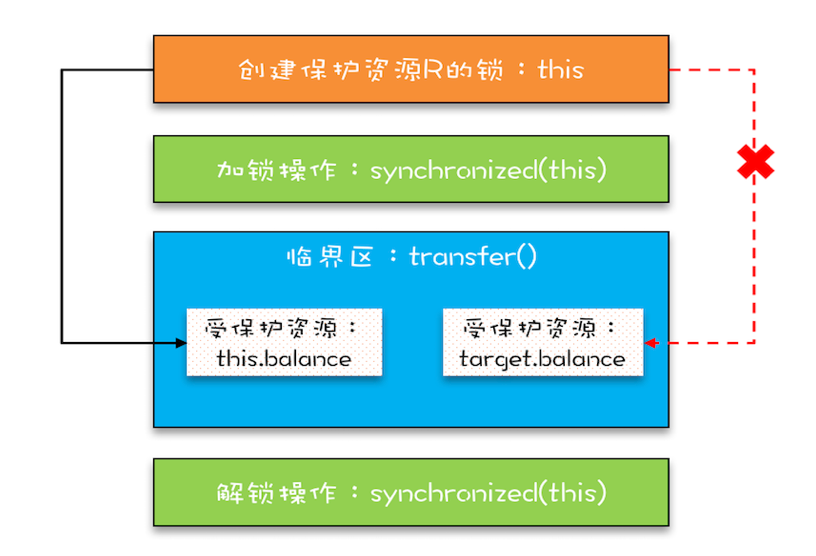 创建保护资源R的锁：this
加锁操作：synchronized(this)
临界区：transfer()
受保护资源：
this.balance
受保护资源：
target.balance
解锁操作：synchronized(this)